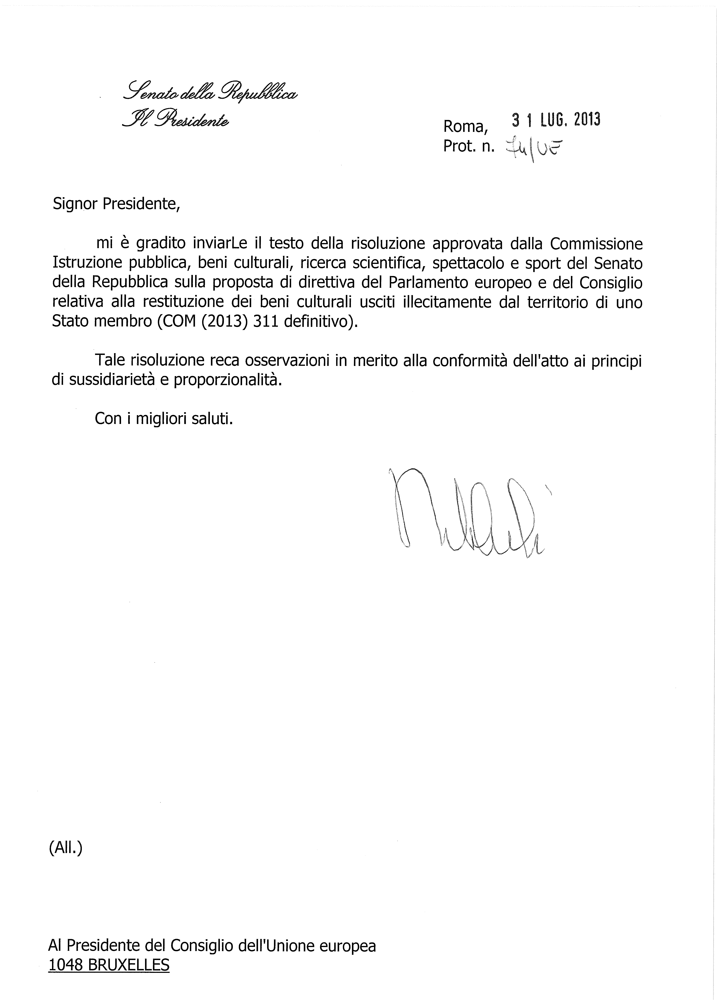 Senato della Repubblica
Il Presidente
Roma, 31 LUG. 2013
Prot. n. 74/UE
Signor Presidente,
mi è gradito inviarLe il testo della risoluzione approvata dalla Commissione
Istruzione pubblica, beni culturali, ricerca scientifica, spettacolo e sport del Senato
della Repubblica sulla proposta di direttiva del Parlamento europeo e del Consiglio
relativa alla restituzione dei beni culturali usciti illecitamente dal territorio di uno
Stato membro (COM (2013) 311 definitivo).
Tale risoluzione reca osservazioni in merito alla conformità dell'atto ai principi
di sussidiarietà e proporzionalità.
Con i migliori saluti.
(All.)
Al Presidente del Consiglio dell'Unione europea
1048 BRUXELLES